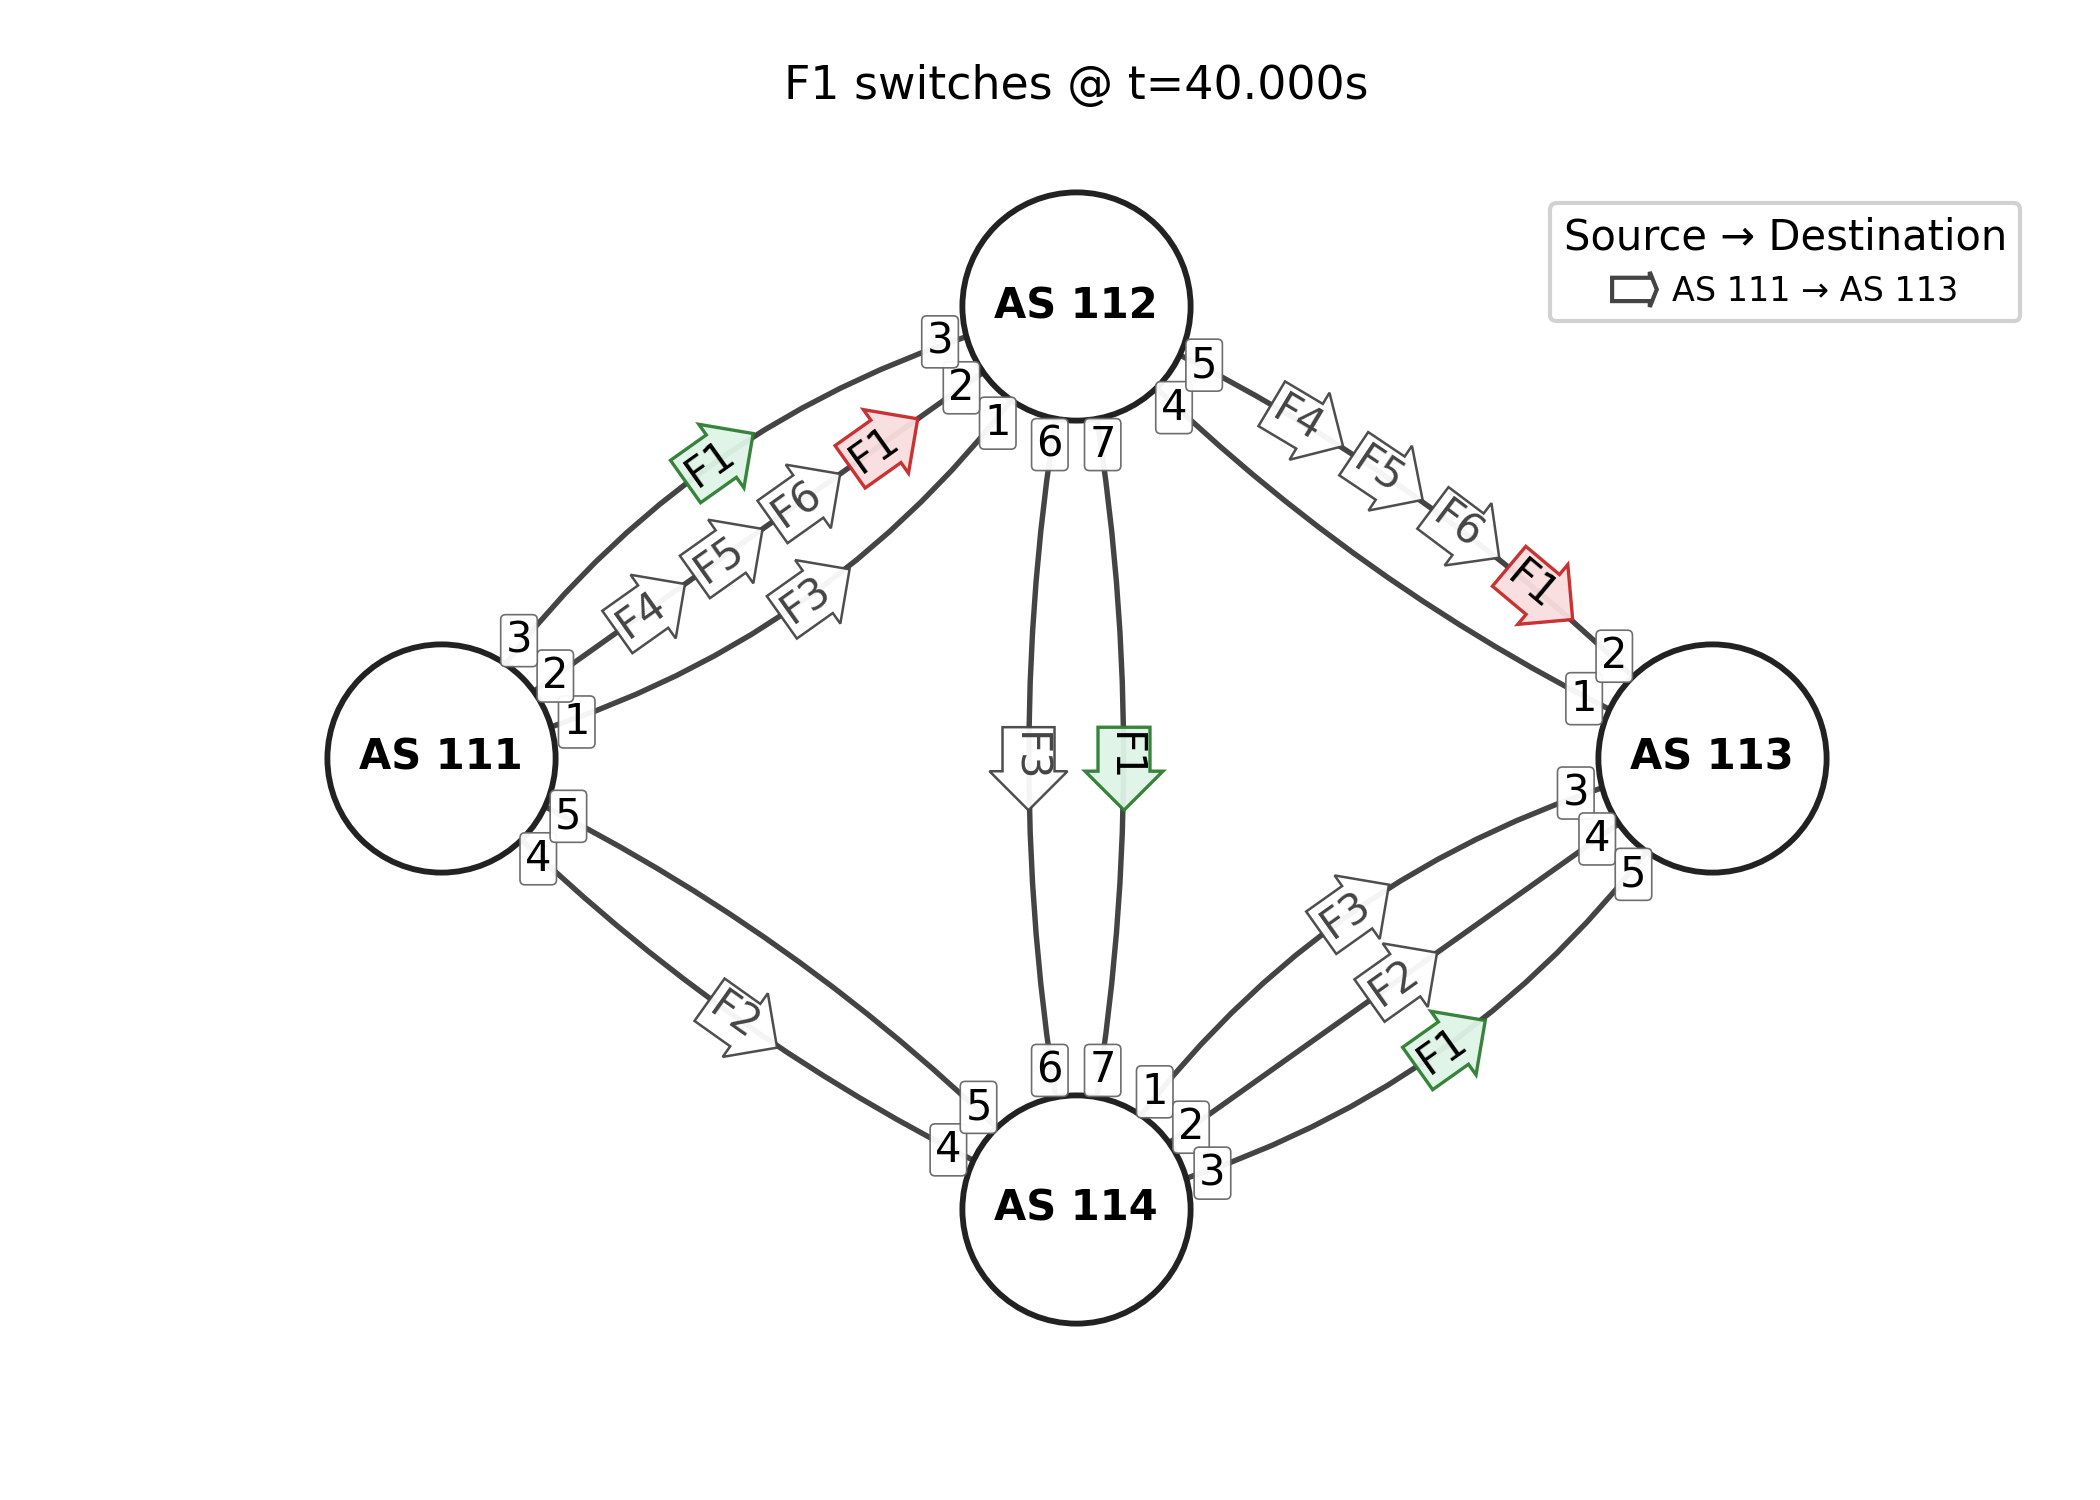 F1 switches @ t=40.000s
Source → Destination
AS 111 → AS 113
AS 112
3
2
1
6
7
4
5
F1
F4
F5
F6
F1
F3
F4
F5
F6
F1
3
2
1
AS 111
5
4
2
1
AS 113
3
4
5
F3
F1
F2
F3
F2
F1
5
4
6
7
1
2
3
AS 114